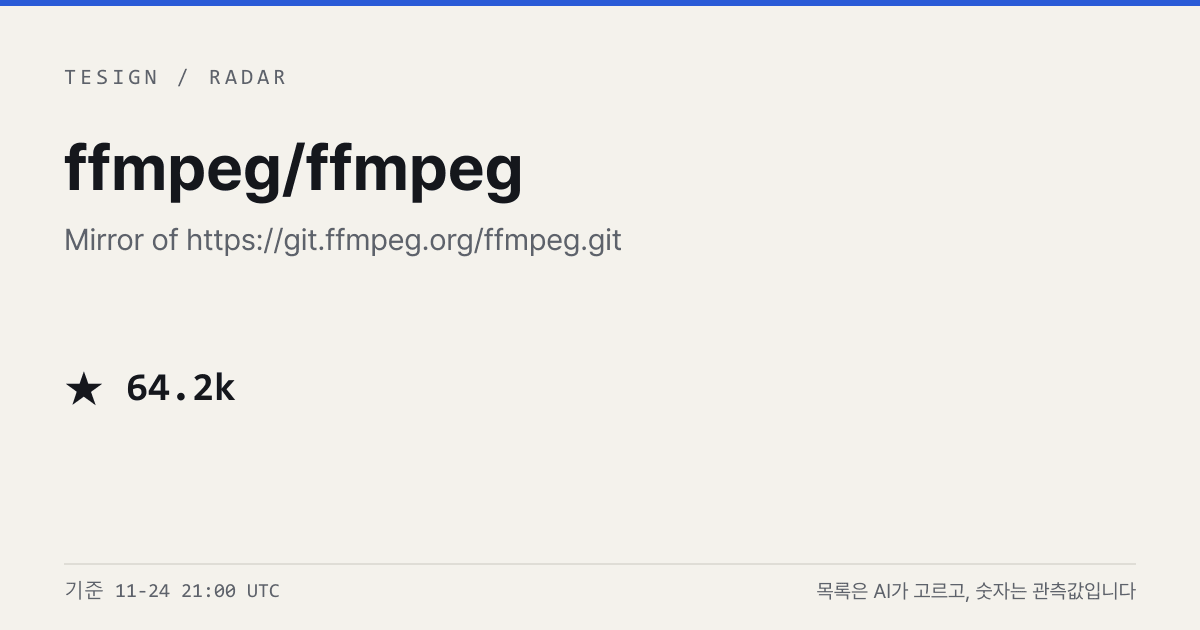 TESIGN / RADAR
ffmpeg/ffmpeg
Mirror of https://git.ffmpeg.org/ffmpeg.git
★ 64.2k
기준 11-24 21:00 UTC
목록은 AI가 고르고, 숫자는 관측값입니다